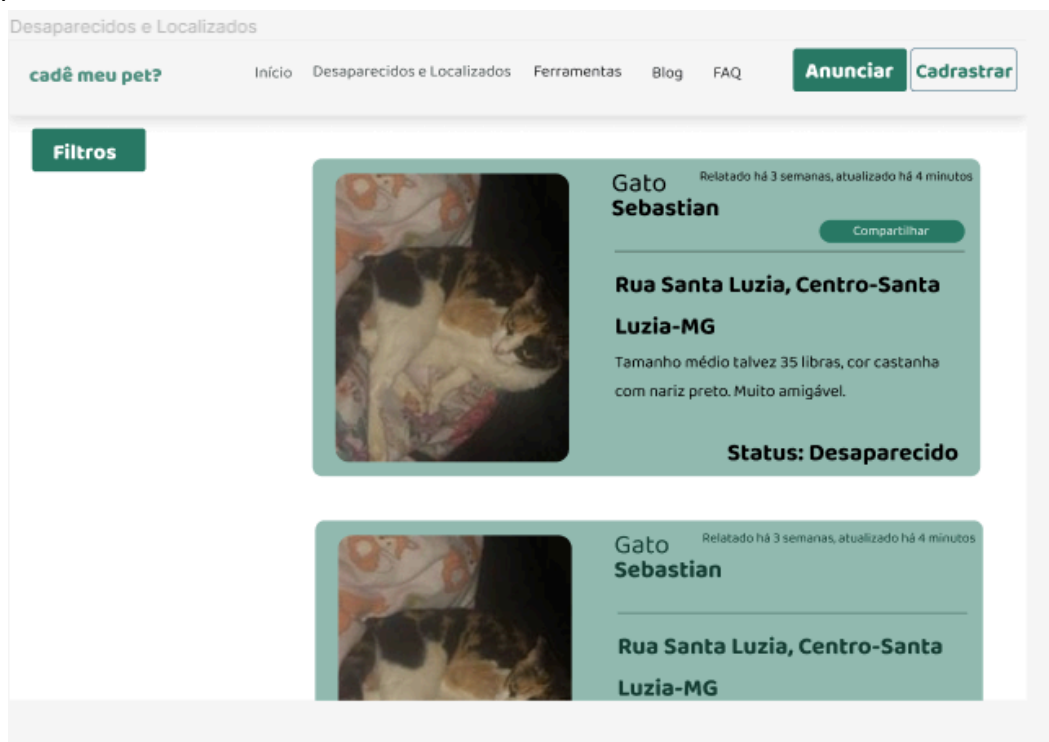 Desaparecidos e Localizados
cadê meu pet?
Início
Desaparecidos e Localizados
Ferramentas
Blog
FAQ
Anunciar
Cadrastrar
Filtros
Gato
Relatado há 3 semanas, atualizado há 4 minutos
Sebastian
Compartilhar
Rua Santa Luzia, Centro-Santa
Luzia-MG
Tamanho médio talvez 35 libras, cor castanha
com nariz preto. Muito amigável.
Status: Desaparecido
Gato
Relatado há 3 semanas, atualizado há 4 minutos
Sebastian
Rua Santa Luzia, Centro-Santa
Luzia-MG